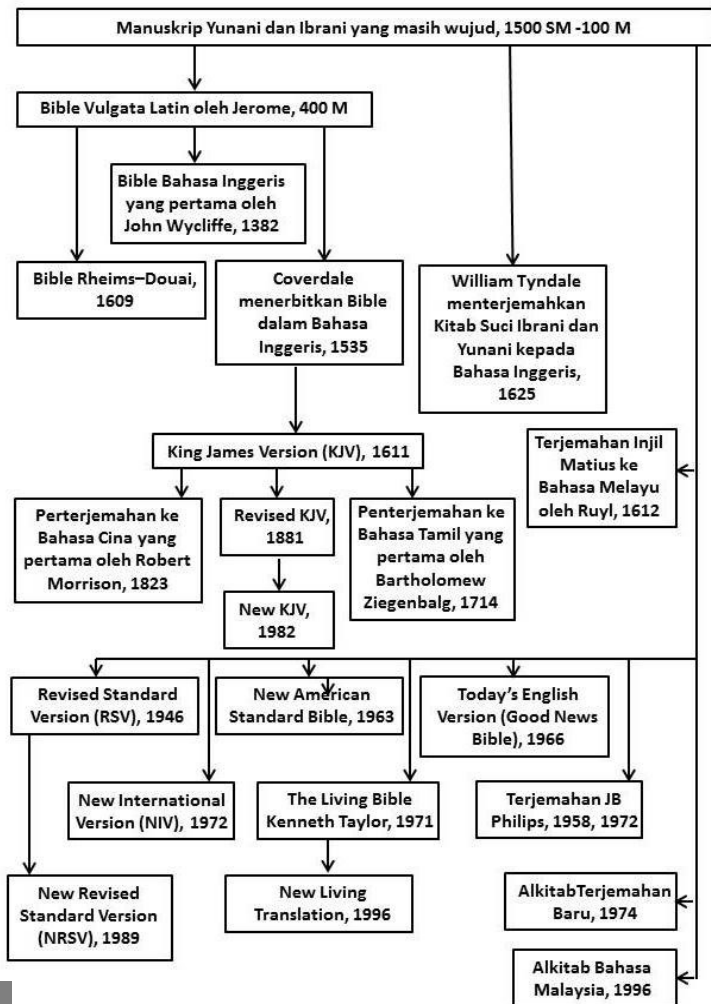 Manuskrip Yunani dan Ibrani yang masih wujud, 1500 SM -100 M
Bible Vulgata Latin oleh Jerome, 400 M
Bible Bahasa Inggeris
yang pertama oleh
John Wycliffe, 1382
Bible Rheims–Douai,
1609
Coverdale
menerbitkan Bible
dalam Bahasa
Inggeris, 1535
William Tyndale
menterjemahkan
Kitab Suci Ibrani dan
Yunani kepada
Bahasa Inggeris,
1625
King James Version (KJV), 1611
Terjemahan Injil
Matius ke
Bahasa Melayu
oleh Ruyl, 1612
Perterjemahan ke
Bahasa Cina yang
pertama oleh Robert
Morrison, 1823
Revised KJV,
1881
Penterjemahan ke
Bahasa Tamil yang
pertama oleh
Bartholomew
Ziegenbalg, 1714
New KJV,
1982
Revised Standard
Version (RSV), 1946
New American
Standard Bible, 1963
Today's English
Version (Good News
Bible), 1966
New International
Version (NIV), 1972
The Living Bible
Kenneth Taylor, 1971
Terjemahan JB
Philips, 1958, 1972
New Revised
Standard Version
(NRSV), 1989
New Living
Translation, 1996
AlkitabTerjemahan
Baru, 1974
Alkitab Bahasa
Malaysia, 1996